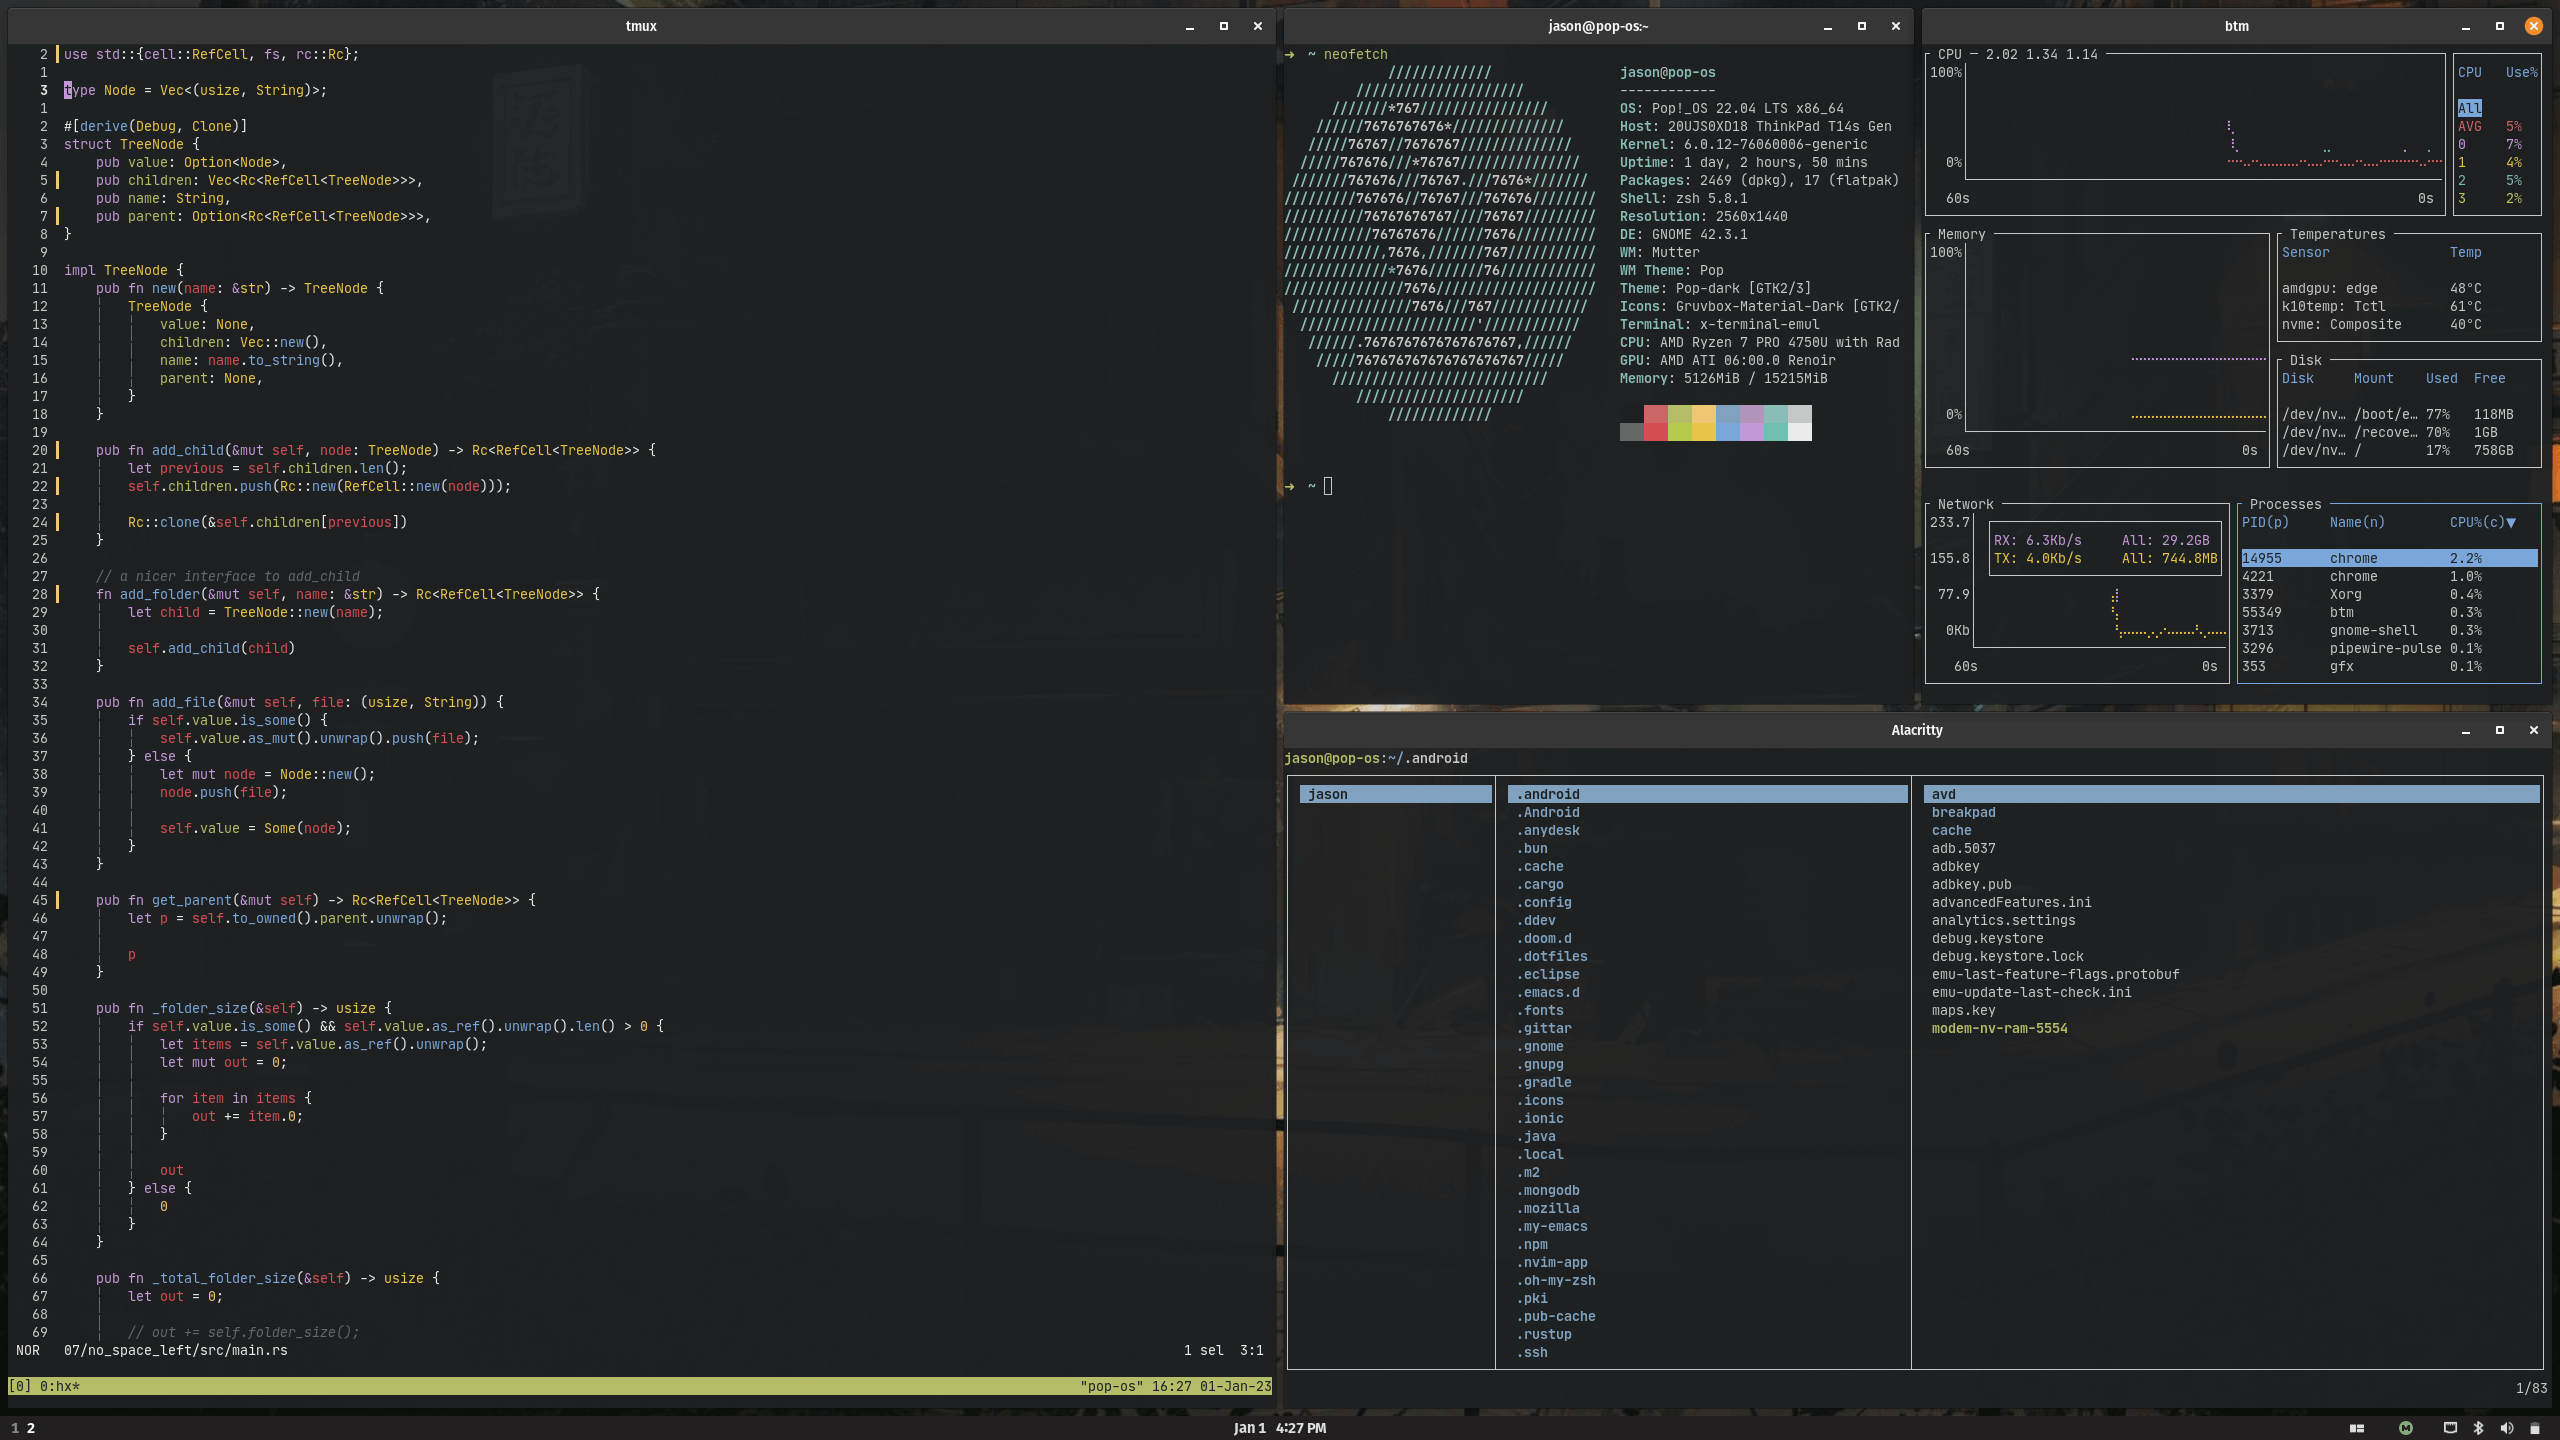 tmux
2 use std::{cell::RefCell, fs, rc::Rc};
1
3 type Node = Vec<(usize, String)>;
1
2 #[derive(Debug, Clone)]
3 struct TreeNode {
4     pub value: Option<Node>,
5     pub children: Vec<Rc<RefCell<TreeNode>>>,
6     pub name: String,
7     pub parent: Option<Rc<RefCell<TreeNode>>>,
8 }
9
10 impl TreeNode {
11     pub fn new(name: &str) -> TreeNode {
12         TreeNode {
13             value: None,
14             children: Vec::new(),
15             name: name.to_string(),
16             parent: None,
17         }
18     }
19
20     pub fn add_child(&mut self, node: TreeNode) -> Rc<RefCell<TreeNode>> {
21         let previous = self.children.len();
22         self.children.push(Rc::new(RefCell::new(node)));
23
24         Rc::clone(&self.children[previous])
25     }
26
27     // a nicer interface to add_child
28     fn add_folder(&mut self, name: &str) -> Rc<RefCell<TreeNode>> {
29         let child = TreeNode::new(name);
30
31         self.add_child(child)
32     }
33
34     pub fn add_file(&mut self, file: (usize, String)) {
35         if self.value.is_some() {
36             self.value.as_mut().unwrap().push(file);
37         } else {
38             let mut node = Node::new();
39             node.push(file);
40
41             self.value = Some(node);
42         }
43     }
44
45     pub fn get_parent(&mut self) -> Rc<RefCell<TreeNode>> {
46         let p = self.to_owned().parent.unwrap();
47
48         p
49     }
50
51     pub fn _folder_size(&self) -> usize {
52         if self.value.is_some() && self.value.as_ref().unwrap().len() > 0 {
53             let items = self.value.as_ref().unwrap();
54             let mut out = 0;
55
56             for item in items {
57                 out += item.0;
58             }
59
60             out
61         } else {
62             0
63         }
64     }
65
66     pub fn _total_folder_size(&self) -> usize {
67         let out = 0;
68
69         // out += self.folder_size();
NOR   07/no_space_left/src/main.rs   1 sel  3:1
[0] 0:hx*   "pop-os" 16:27 01-Jan-23
jason@pop-os:~
➜  ~ neofetch
/////////////
/////////////////////
///////*767////////////////
//////7676767676*//////////////
/////76767//7676767//////////////
/////767676///*76767///////////////
///////767676///76767.///7676*///////
/////////767676//76767///767676////////
//////////76767676767////76767/////////
///////////76767676//////7676//////////
////////////,7676,///////767///////////
/////////////*7676///////76////////////
///////////////7676////////////////////
///////////////7676///767////////////
//////////////////////'////////////
//////.7676767676767676767,//////
/////767676767676767676767/////
///////////////////////////
/////////////////////
/////////////
jason@pop-os
------------
OS: Pop!_OS 22.04 LTS x86_64
Host: 20UJS0XD18 ThinkPad T14s Gen
Kernel: 6.0.12-76060006-generic
Uptime: 1 day, 2 hours, 50 mins
Packages: 2469 (dpkg), 17 (flatpak)
Shell: zsh 5.8.1
Resolution: 2560x1440
DE: GNOME 42.3.1
WM: Mutter
WM Theme: Pop
Theme: Pop-dark [GTK2/3]
Icons: Gruvbox-Material-Dark [GTK2/
Terminal: x-terminal-emul
CPU: AMD Ryzen 7 PRO 4750U with Rad
GPU: AMD ATI 06:00.0 Renoir
Memory: 5126MiB / 15215MiB
➜  ~
btm
CPU — 2.02 1.34 1.14
100%
0%
60s   0s
CPU   Use%
All
AVG   5%
0   7%
1   4%
2   5%
3   2%
Memory
100%
0%
60s   0s
Temperatures
Sensor   Temp
amdgpu: edge   48°C
k10temp: Tctl   61°C
nvme: Composite   40°C
Disk
Disk   Mount   Used   Free
/dev/nv… /boot/e… 77%   118MB
/dev/nv… /recove… 70%   1GB
/dev/nv… /   17%   758GB
Network
233.7
155.8
77.9
0Kb
60s   0s
RX: 6.3Kb/s   All: 29.2GB
TX: 4.0Kb/s   All: 744.8MB
Processes
PID(p)   Name(n)   CPU%(c)▼
14955   chrome   2.2%
4221   chrome   1.0%
3379   Xorg   0.4%
55349   btm   0.3%
3713   gnome-shell   0.3%
3296   pipewire-pulse 0.1%
353   gfx   0.1%
Alacritty
jason@pop-os:~/.android
jason
.android
.Android
.anydesk
.bun
.cache
.cargo
.config
.ddev
.doom.d
.dotfiles
.eclipse
.emacs.d
.fonts
.gittar
.gnome
.gnupg
.gradle
.icons
.ionic
.java
.local
.m2
.mongodb
.mozilla
.my-emacs
.npm
.nvim-app
.oh-my-zsh
.pki
.pub-cache
.rustup
.ssh
avd
breakpad
cache
adb.5037
adbkey
adbkey.pub
advancedFeatures.ini
analytics.settings
debug.keystore
debug.keystore.lock
emu-last-feature-flags.protobuf
emu-update-last-check.ini
maps.key
modem-nv-ram-5554
1/83
1 2
Jan 1  4:27 PM